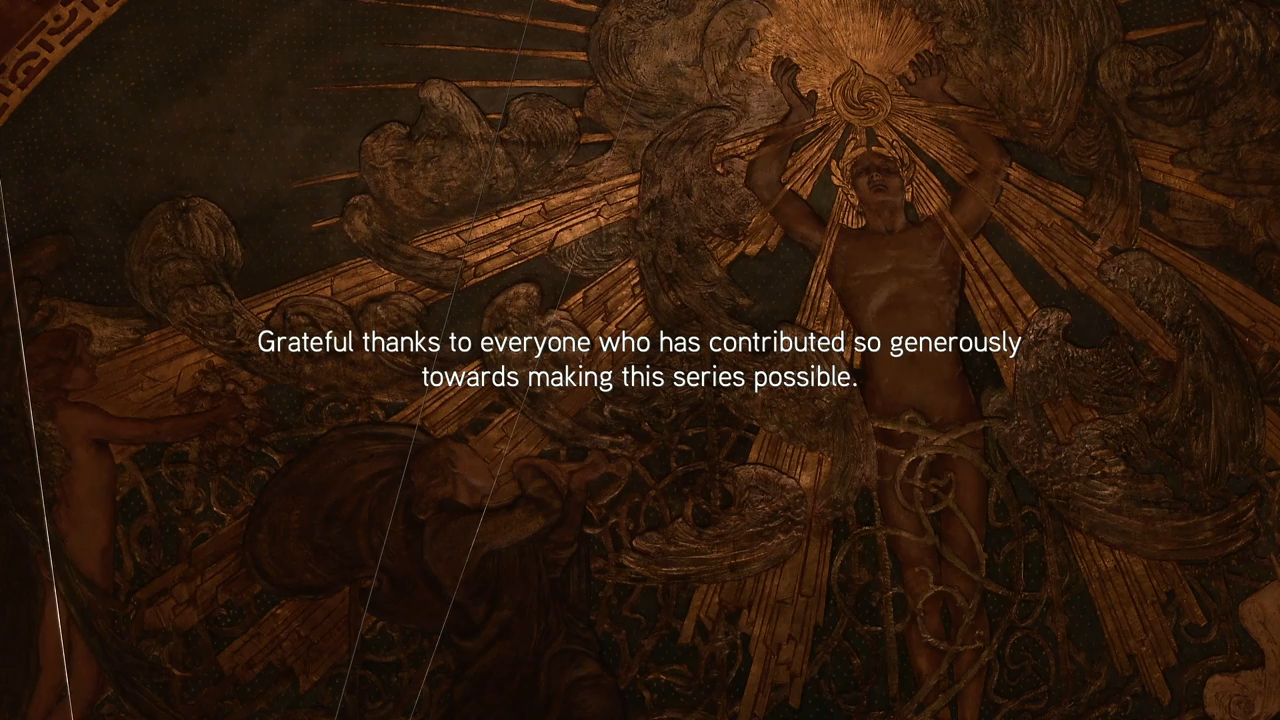 Grateful thanks to everyone who has contributed so generously
towards making this series possible.